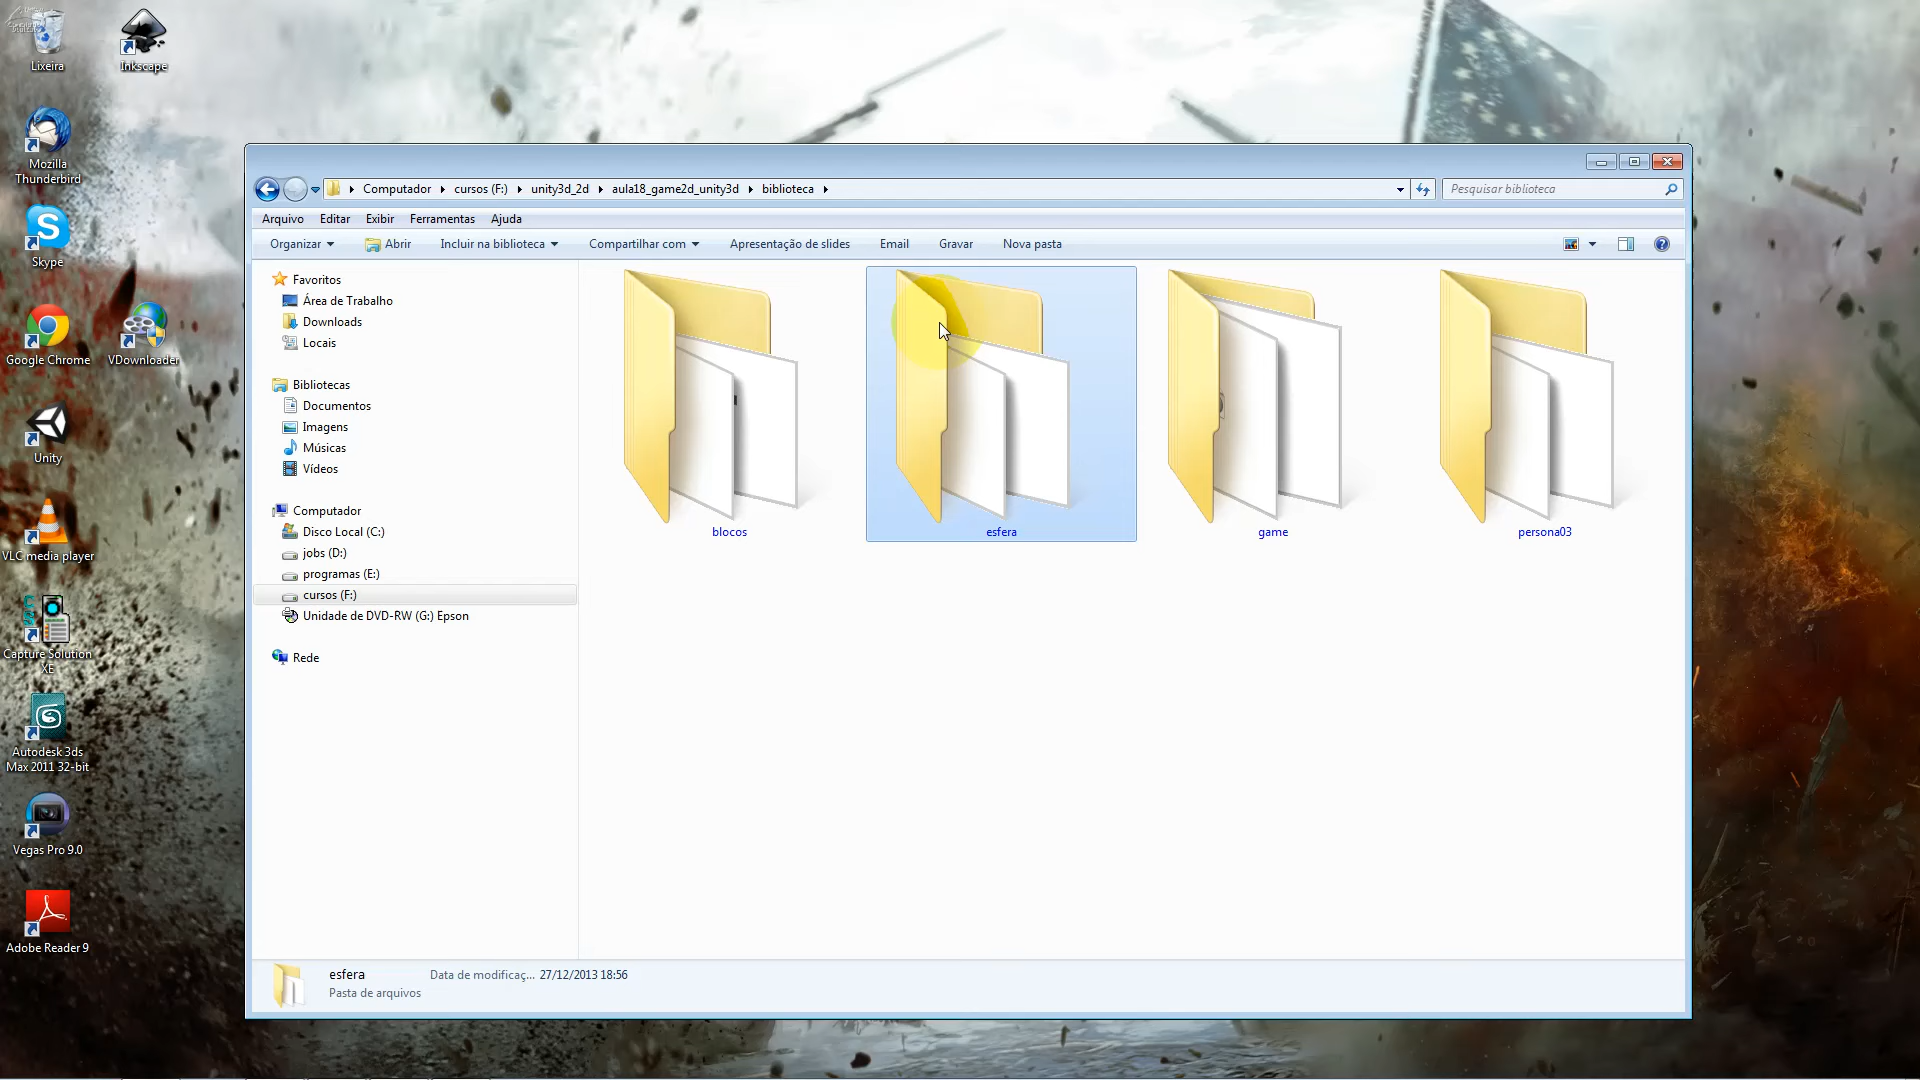 Lixeira
Inkscape
Mozilla
Thunderbird
Skype
Google Chrome
VDownloader
Unity
VLC media player
Capture Solution
XE
Autodesk 3ds
Max 2011 32-bit
Vegas Pro 9.0
Adobe Reader 9
Computador
cursos (F:)
unity3d_2d
aula18_game2d_unity3d
biblioteca
Pesquisar biblioteca
Arquivo Editar Exibir Ferramentas Ajuda
Organizar Abrir Incluir na biblioteca Compartilhar com Apresentação de slides Email Gravar Nova pasta
Favoritos
Área de Trabalho
Downloads
Locais
Bibliotecas
Documentos
Imagens
Músicas
Vídeos
Computador
Disco Local (C:)
jobs (D:)
programas (E:)
cursos (F:)
Unidade de DVD-RW (G:) Epson
Rede
blocos
esfera
game
persona03
esfera Data de modificaç... 27/12/2013 18:56
Pasta de arquivos